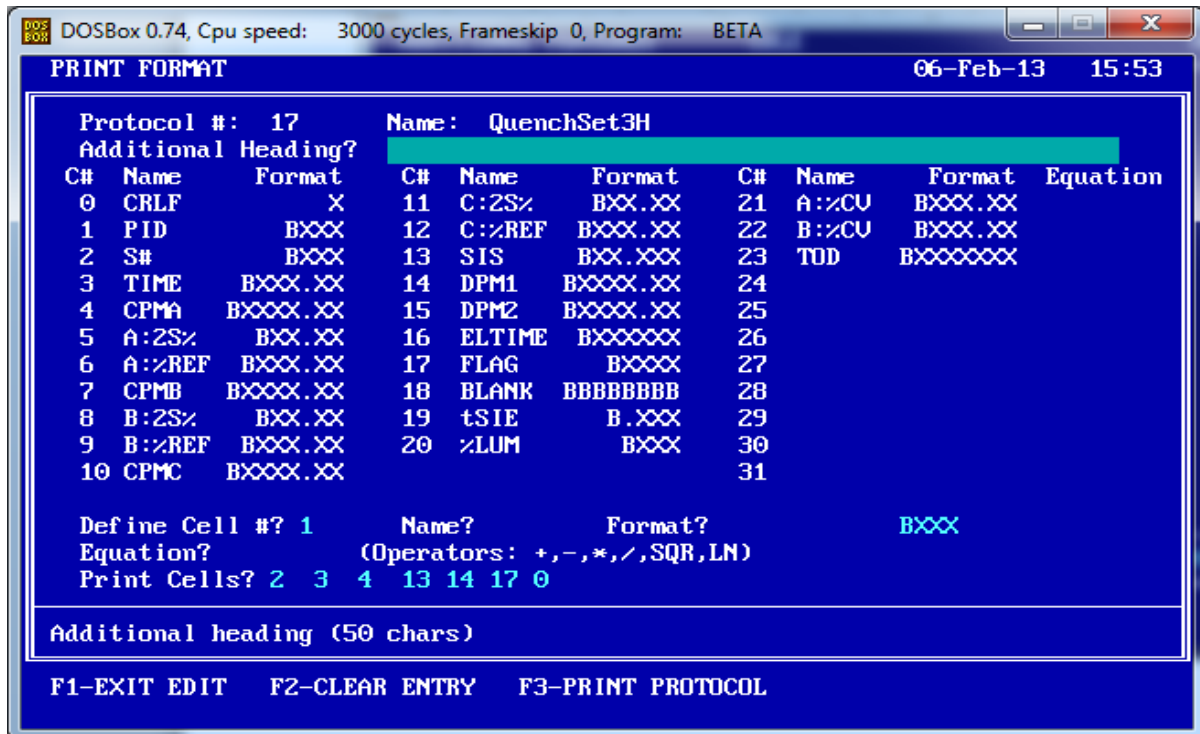 DOS BOX DOSBox 0.74, Cpu speed: 3000 cycles, Frameskip 0, Program: BETA
PRINT FORMAT 06-Feb-13 15:53
Protocol #: 17 Name: QuenchSet3H
Additional Heading?
C# Name Format C# Name Format C# Name Format Equation
0 CRLF X 11 C:2S% BXX.XX 21 A:%CV BXXX.XX
1 PID BXXX 12 C:%REF BXXX.XX 22 B:%CV BXXX.XX
2 S# BXXX 13 SIS BXX.XXX 23 TOD BXXXXXXX
3 TIME BXXX.XX 14 DPM1 BXXXX.XX 24
4 CPMA BXXXX.XX 15 DPM2 BXXXX.XX 25
5 A:2S% BXX.XX 16 ELTIME BXXXXXX 26
6 A:%REF BXXX.XX 17 FLAG BXXXX 27
7 CPMB BXXXX.XX 18 BLANK BBBBBBBB 28
8 B:2S% BXX.XX 19 tSIE B.XXX 29
9 B:%REF BXXX.XX 20 %LUM BXXX 30
10 CPMC BXXXX.XX 31
Define Cell #? 1 Name? Format? BXXX
Equation? (Operators: +,-,*,/,SQR,LN)
Print Cells? 2 3 4 13 14 17 0
Additional heading (50 chars)
F1-EXIT EDIT F2-CLEAR ENTRY F3-PRINT PROTOCOL